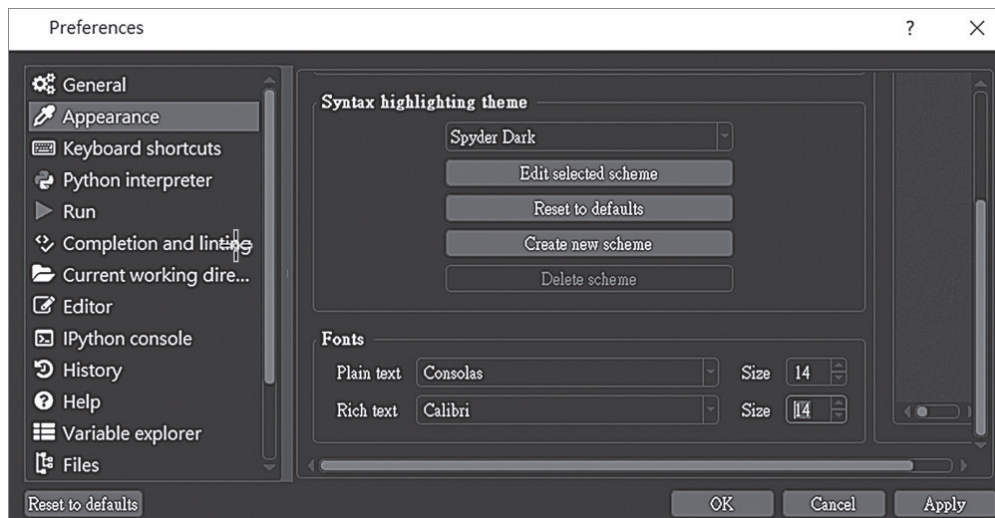 Preferences
?
General
Appearance
Keyboard shortcuts
Python interpreter
Run
Completion and linting
Current working dire...
Editor
IPython console
History
Help
Variable explorer
Files
Syntax highlighting theme
Spyder Dark
Edit selected scheme
Reset to defaults
Create new scheme
Delete scheme
Fonts
Plain text Consolas Size 14
Rich text Calibri Size 14
Reset to defaults OK Cancel Apply